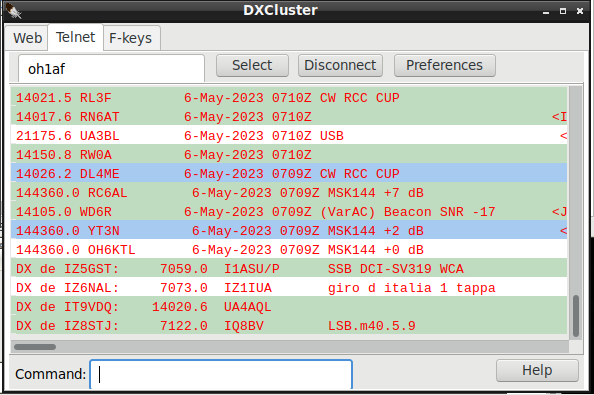 DXCluster
Web Telnet F-keys
oh1af Select Disconnect Preferences
14021.5 RL3F 6-May-2023 0710Z CW RCC CUP
14017.6 RN6AT 6-May-2023 0710Z <I
21175.6 UA3BL 6-May-2023 0710Z USB <
14150.8 RW0A 6-May-2023 0710Z
14026.2 DL4ME 6-May-2023 0709Z CW RCC CUP
144360.0 RC6AL 6-May-2023 0709Z MSK144 +7 dB
14105.0 WD6R 6-May-2023 0709Z (VarAC) Beacon SNR -17 <J
144360.0 YT3N 6-May-2023 0709Z MSK144 +2 dB <
144360.0 OH6KTL 6-May-2023 0709Z MSK144 +0 dB
DX de IZ5GST: 7059.0 I1ASU/P SSB DCI-SV319 WCA
DX de IZ6NAL: 7073.0 IZ1IUA giro d italia 1 tappa
DX de IT9VDQ: 14020.6 UA4AQL
DX de IZ8STJ: 7122.0 IQ8BV LSB.m40.5.9
Command: Help